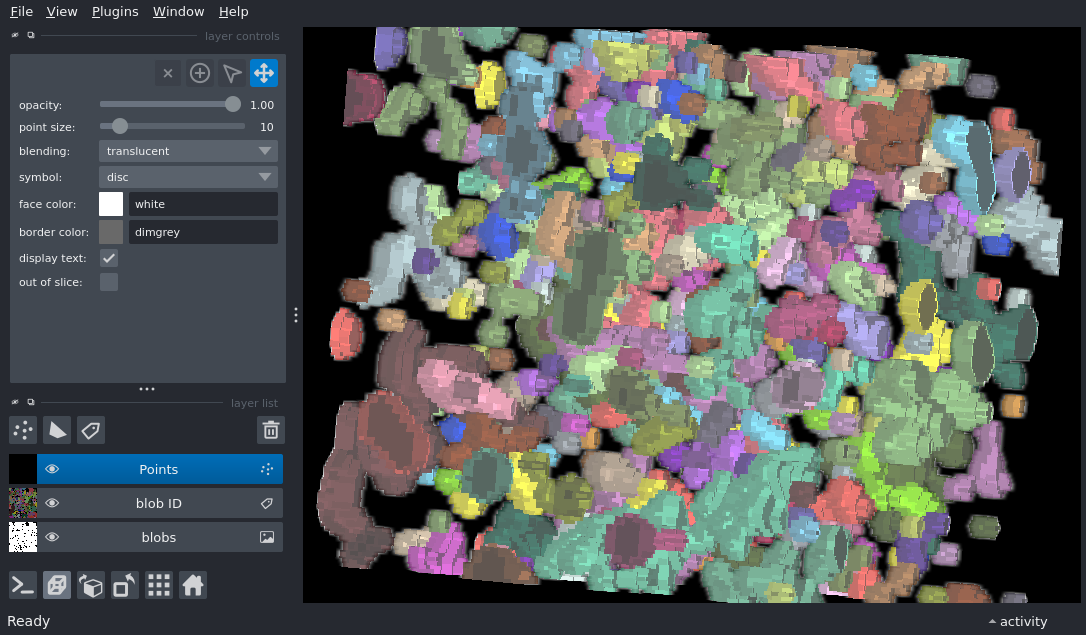 File View Plugins Window Help
layer controls
opacity: 1.00
point size: 10
blending: translucent
symbol: disc
face color: white
border color: dimgrey
display text:
out of slice:
layer list
Points
blob ID
blobs
Ready
activity